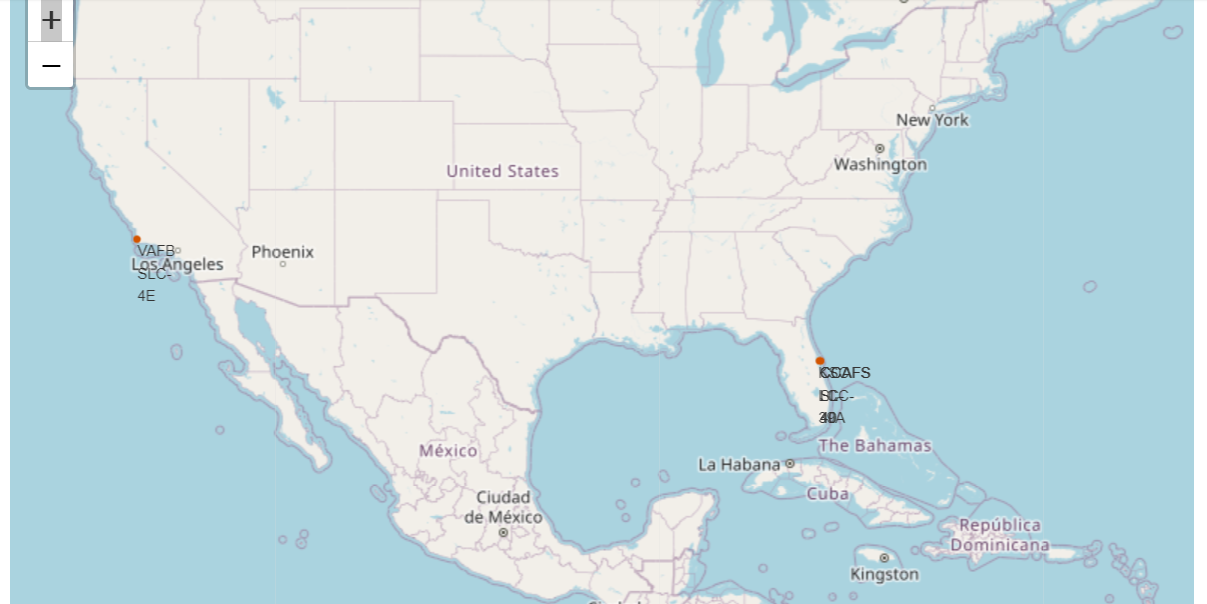 +
−
New York
Washington
United States
VAFB
SLC-
4E
Los Angeles
Phoenix
México
La Habana
The Bahamas
Cuba
Ciudad
de México
República
Dominicana
Kingston